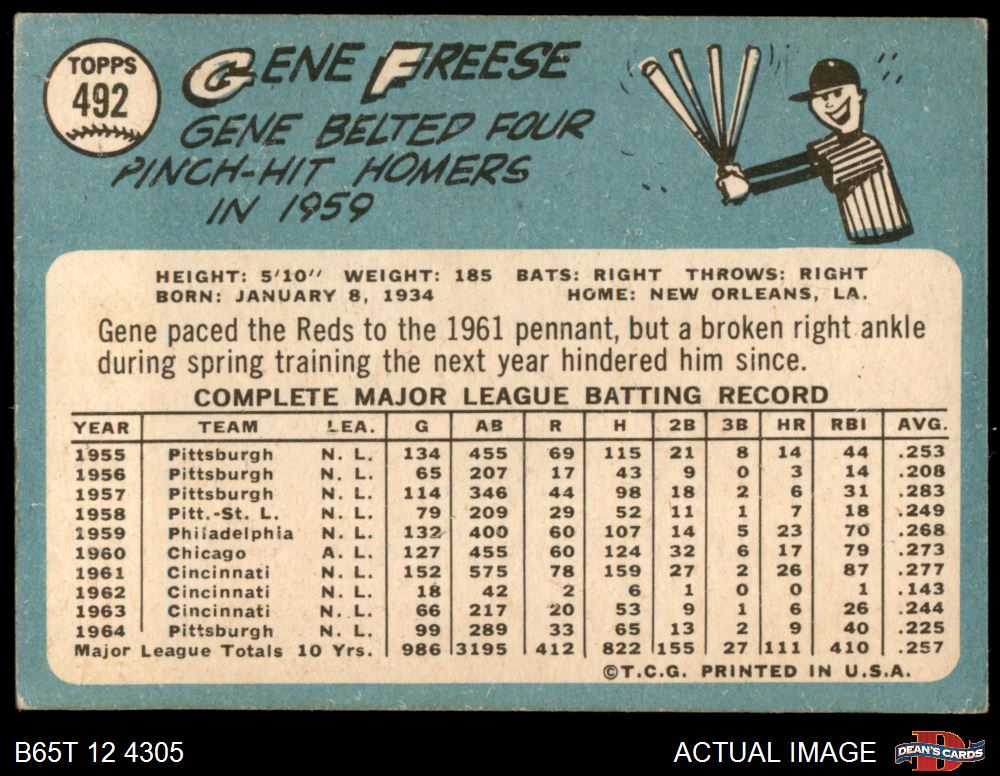 TOPPS
492
GENE FREESE
GENE BELTED FOUR
PINCH-HIT HOMERS
IN 1959
HEIGHT: 5'10" WEIGHT: 185 BATS: RIGHT THROWS: RIGHT
BORN: JANUARY 8, 1934 HOME: NEW ORLEANS, LA.
Gene paced the Reds to the 1961 pennant, but a broken right ankle
during spring training the next year hindered him since.
COMPLETE MAJOR LEAGUE BATTING RECORD
YEAR TEAM LEA. G AB R H 2B 3B HR RBI AVG.
1955 Pittsburgh N. L. 134 455 69 115 21 8 14 44 .253
1956 Pittsburgh N. L. 65 207 17 43 9 0 3 14 .208
1957 Pittsburgh N. L. 114 346 44 98 18 2 6 31 .283
1958 Pitt.-St. L. N. L. 79 209 29 52 11 1 7 18 .249
1959 Philadelphia N. L. 132 400 60 107 14 5 23 70 .268
1960 Chicago A. L. 127 455 60 124 32 6 17 79 .273
1961 Cincinnati N. L. 152 575 78 159 27 2 26 87 .277
1962 Cincinnati N. L. 18 42 2 6 1 0 0 1 .143
1963 Cincinnati N. L. 66 217 20 53 9 1 6 26 .244
1964 Pittsburgh N. L. 99 289 33 65 13 2 9 40 .225
Major League Totals 10 Yrs. 986 3195 412 822 155 27 111 410 .257
©T.C.G. PRINTED IN U.S.A.
B65T 12 4305 ACTUAL IMAGE DEAN'S CARDS